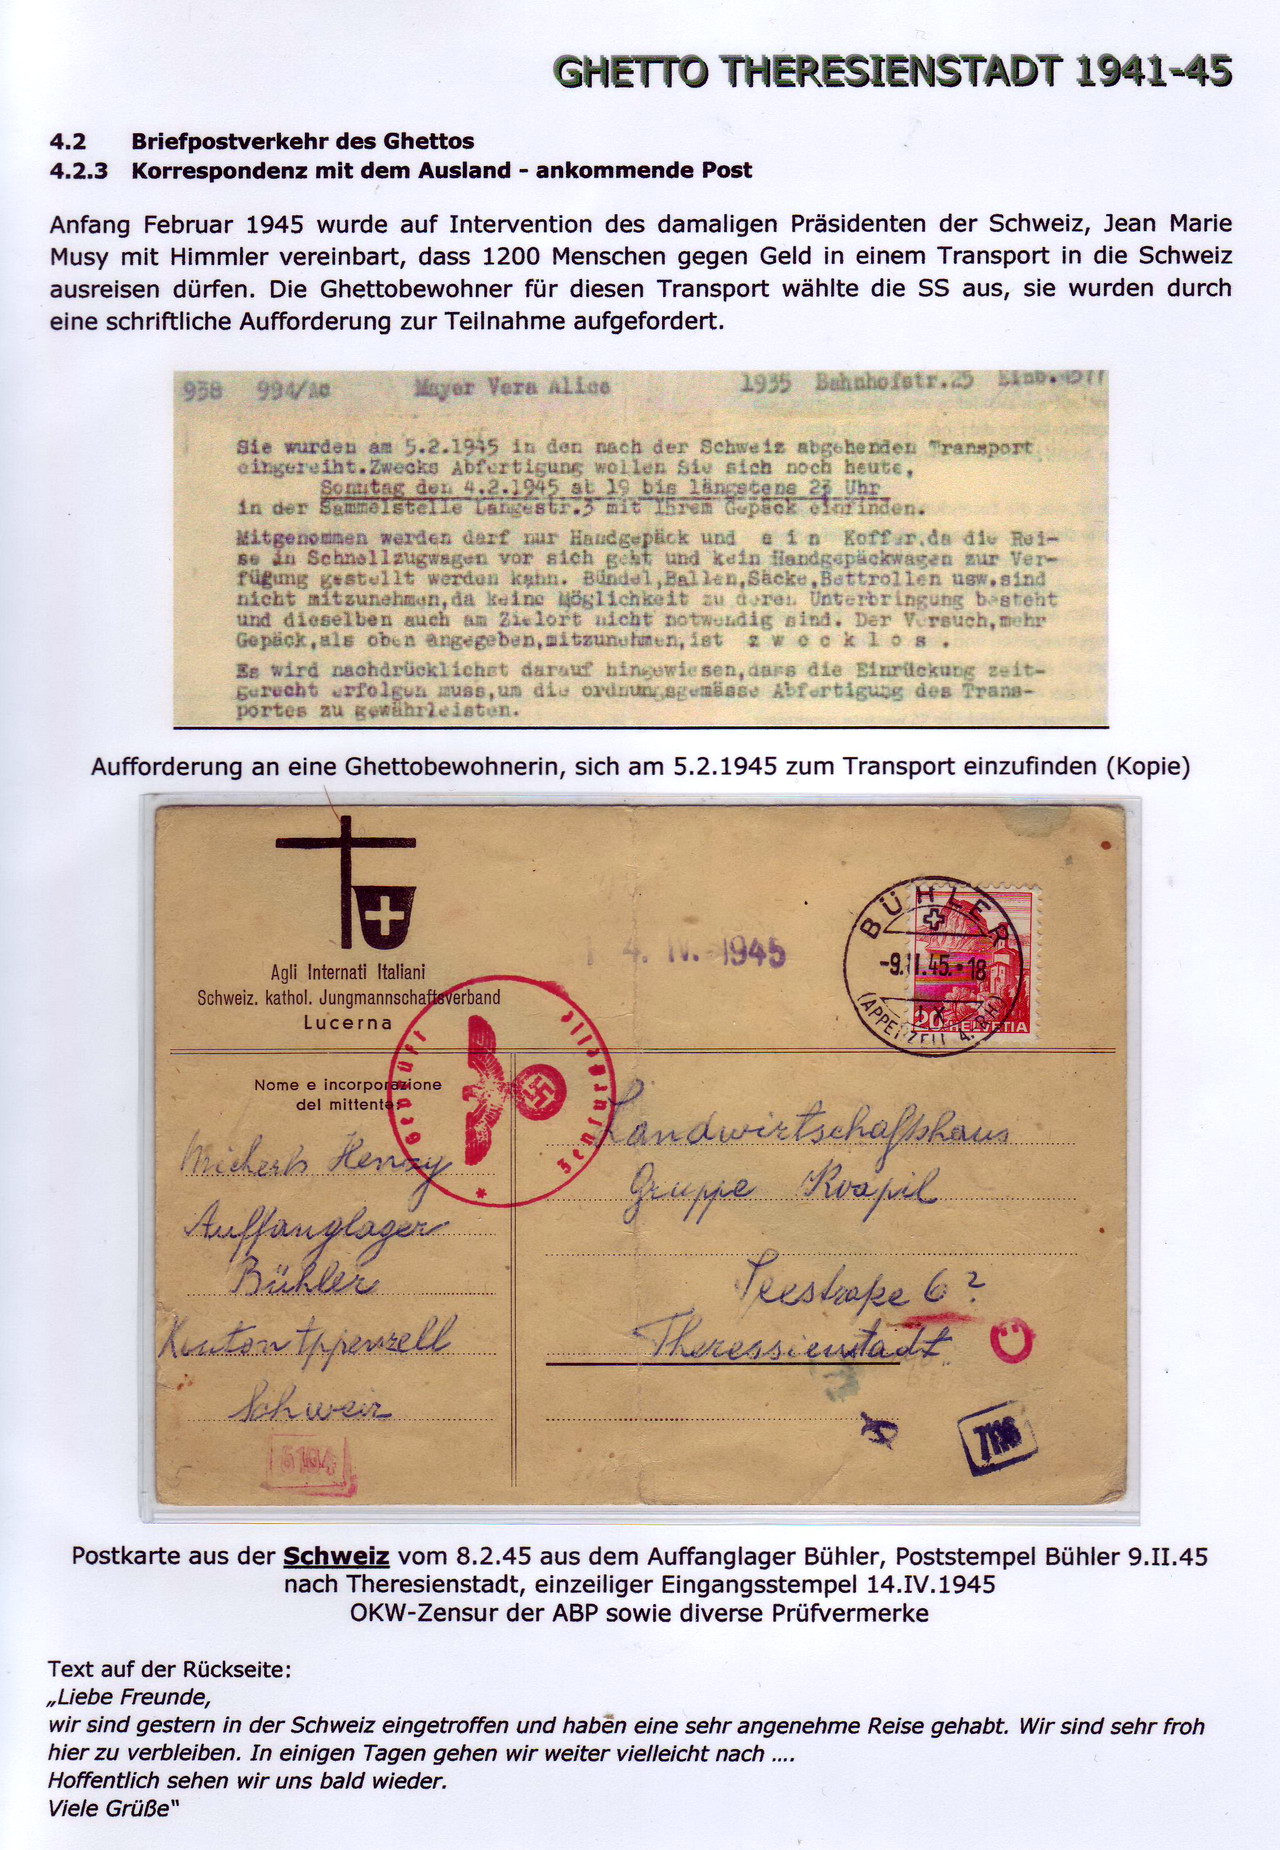 GHETTO THERESIENSTADT 1941-45
4.2 Briefpostverkehr des Ghettos
4.2.3 Korrespondenz mit dem Ausland - ankommende Post
Anfang Februar 1945 wurde auf Intervention des damaligen Präsidenten der Schweiz, Jean Marie
Musy mit Himmler vereinbart, dass 1200 Menschen gegen Geld in einem Transport in die Schweiz
ausreisen dürfen. Die Ghettobewohner für diesen Transport wählte die SS aus, sie wurden durch
eine schriftliche Aufforderung zur Teilnahme aufgefordert.
938 994/Ac Mayer Vera Alice 1935 Bahnhofstr.25
Sie wurden am 5.2.1945 in den nach der Schweiz abgehenden Transport
eingereiht.Zwecks Abfertigung wollen Sie sich noch heute,
Sonntag den 4.2.1945 at 19 bis längstens 23 Uhr
in der Sammelstelle Langestr.3 mit Ihrem Gepäck einfinden.
Mitgenommen werden darf nur Handgepäck und e i n Koffer,da die Rei-
se in Schnellzugwagen vor sich geht und kein Handgepäckwagen zur Ver-
fügung gestellt werden kann. Bündel,Ballen,Säcke,Bettrollen usw.sind
nicht mitzunehmen,da keine Möglichkeit zu deren Unterbringung besteht
und dieselben auch am Zielort nicht notwendig sind. Der Versuch,mehr
Gepäck,als oben angegeben,mitzunehmen,ist z w e c k l o s .
Es wird nachdrücklichst darauf hingewiesen,dass die Einrückung zeit-
gerecht erfolgen muss,um die ordnungsgemässe Abfertigung des Trans-
portes zu gewährleisten.
Aufforderung an eine Ghettobewohnerin, sich am 5.2.1945 zum Transport einzufinden (Kopie)
BÜHLER
-9.II.45.-18
(APPENZELL A. RH.)
20 HELVETIA
14. IV. 1945
Agli Internati Italiani
Schweiz. kathol. Jungmannschaftsverband
Lucerna
Geprüft
Zensurstelle
Nome e incorporazione
del mittente:
Henry
Auffanglager
Bühler
Kanton Appenzell
Schweiz
Landwirtschaftshaus
Gruppe Kvapil
Seestraße 6?
Theressienstadt
Ü
5104
7116
Postkarte aus der Schweiz vom 8.2.45 aus dem Auffanglager Bühler, Poststempel Bühler 9.II.45
nach Theresienstadt, einzeiliger Eingangsstempel 14.IV.1945
OKW-Zensur der ABP sowie diverse Prüfvermerke
Text auf der Rückseite:
„Liebe Freunde,
wir sind gestern in der Schweiz eingetroffen und haben eine sehr angenehme Reise gehabt. Wir sind sehr froh
hier zu verbleiben. In einigen Tagen gehen wir weiter vielleicht nach ....
Hoffentlich sehen wir uns bald wieder.
Viele Grüße"